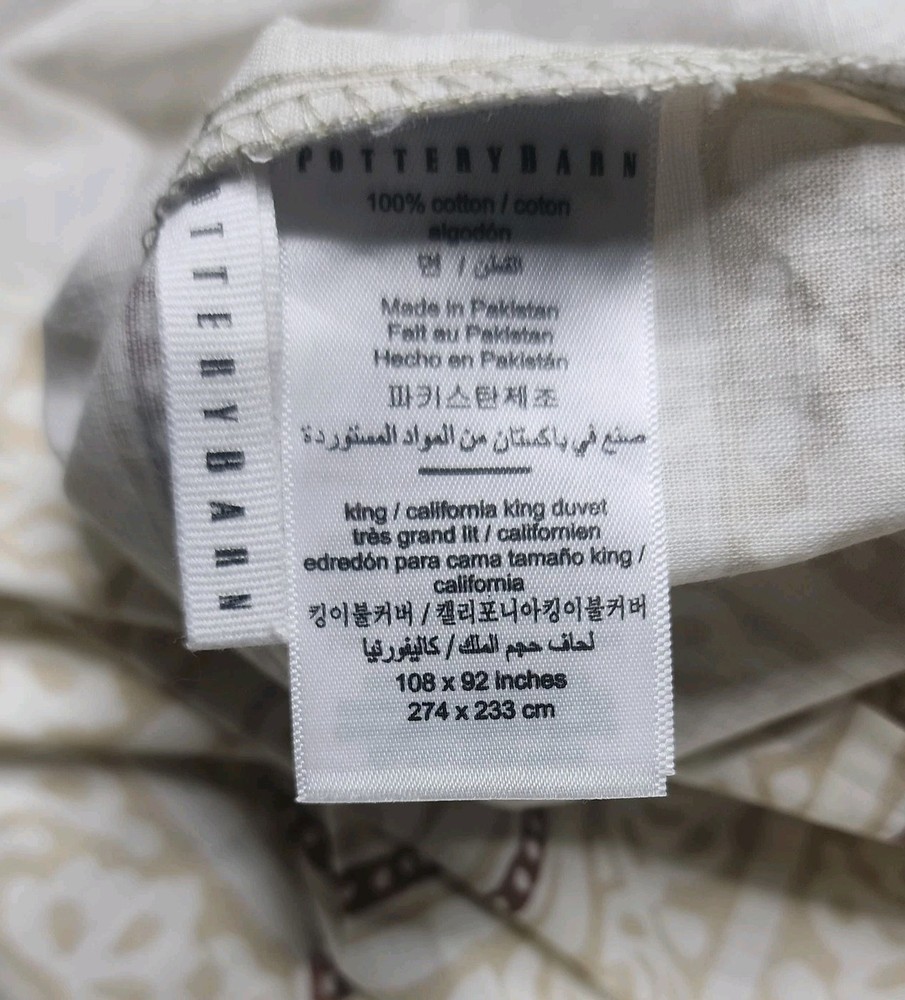 POTTERYBARN
100% cotton / coton
algodón
면 / القطن
Made in Pakistan
Fait au Pakistan
Hecho en Pakistán
파키스탄제조
صنع في باكستان من المواد المستوردة
king / california king duvet
très grand lit / californien
edredón para cama tamaño king /
california
킹이불커버 / 캘리포니아킹이불커버
لحاف حجم الملك/ كاليفورنيا
108 x 92 inches
274 x 233 cm
TTERYBARN